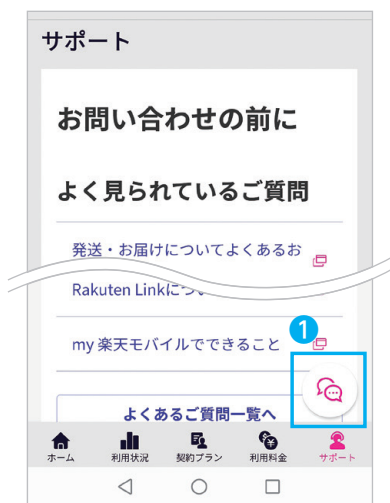 サポート
お問い合わせの前に
よく見られているご質問
発送・お届けについてよくあるお
Rakuten Linkにつ
1
my 楽天モバイルでできること
よくあるご質問一覧へ
ホーム 利用状況 契約プラン 利用料金 サポート